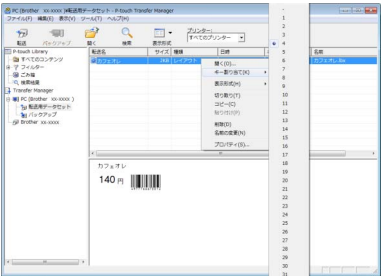 PC (Brother xx-xxxx )¥転送用データセット - P-touch Transfer Manager
ファイル(F) 編集(E) 表示(V) ツール(T) ヘルプ(H)
転送 バックアップ 開く 検索 表示形式
プリンター:
すべてのプリンター
P-touch Library
すべてのコンテンツ
フィルター
ごみ箱
検索結果
Transfer Manager
PC (Brother xx-xxxx )
転送用データセット
バックアップ
Brother xx-xxxx
転送名 サイズ 種類 日時 名前
カフェオレ 3KB レイアウト カフェオレ.lbx
開く(O)...
キー割り当て(K)
表示形式(H)
切り取り(T)
コピー(C)
貼り付け(P)
削除(D)
名前の変更(N)
プロパティ(S)...
-
1
2
3
4
5
6
7
8
9
10
11
12
13
14
15
16
17
18
19
20
21
22
23
24
25
26
27
28
29
30
31
カフェオレ
140 円